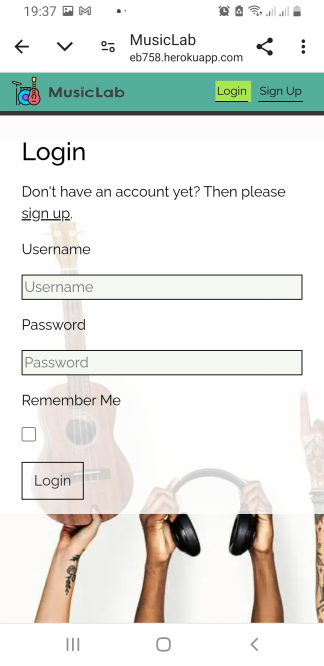 19:37
MusicLab
eb758.herokuapp.com
MusicLab
Login
Sign Up
Login
Don't have an account yet? Then please
sign up.
Username
Username
Password
Password
Remember Me
Login